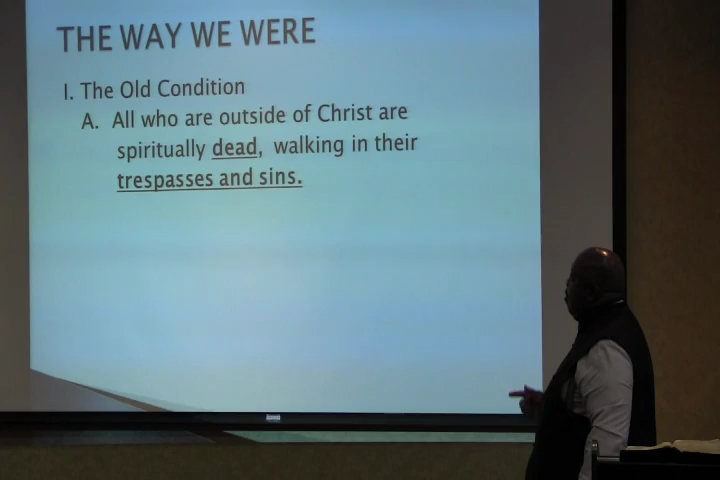 THE WAY WE WERE
I. The Old Condition
A. All who are outside of Christ are
spiritually dead, walking in their
trespasses and sins.